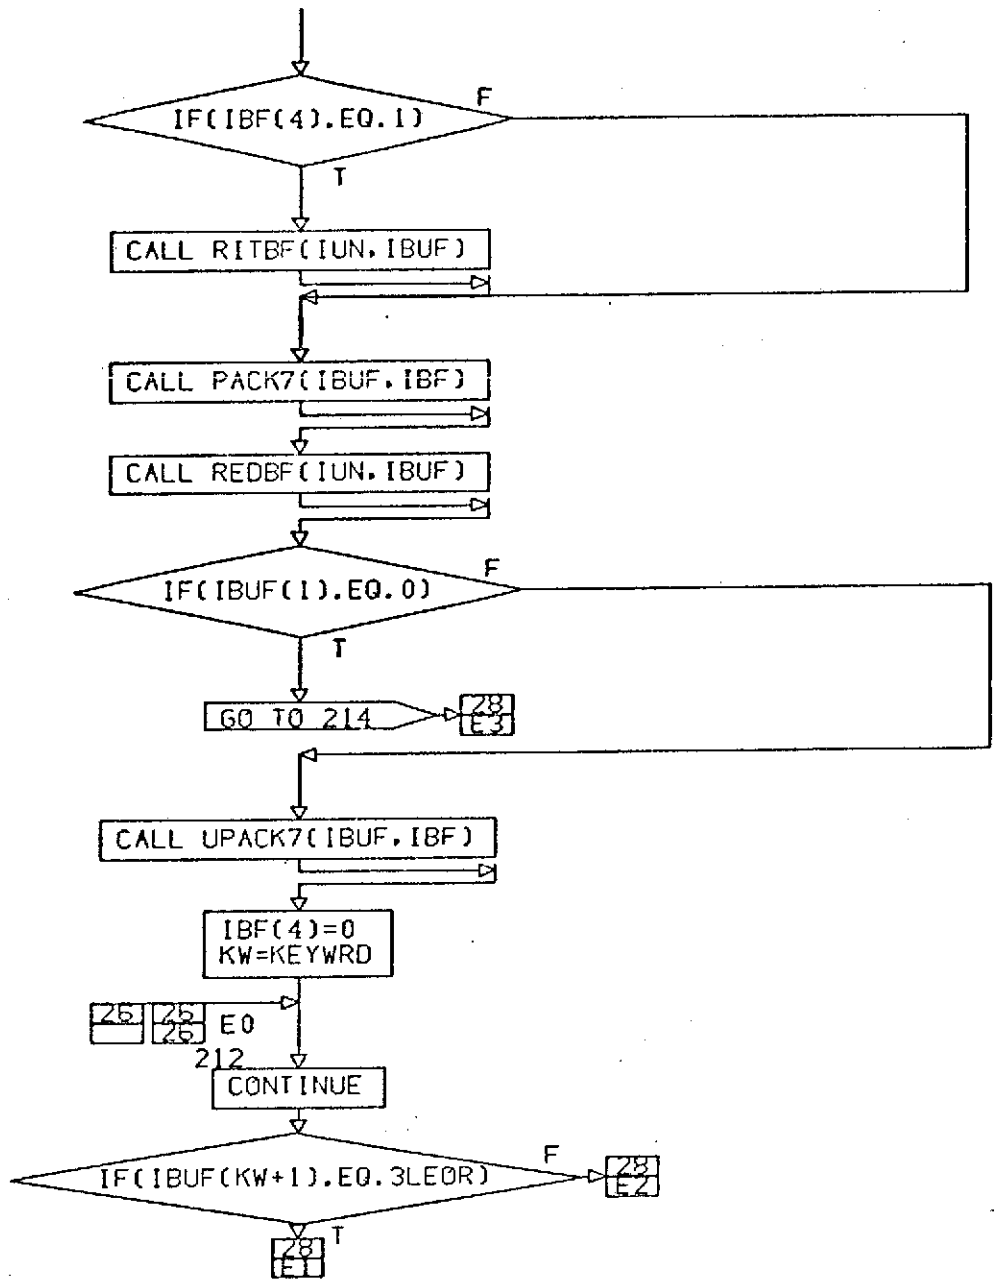 F
IF(IBF(4).EQ.1)
T
CALL RITBF(IUN,IBUF)
CALL PACK7(IBUF,IBF)
CALL REDBF(IUN,IBUF)
F
IF(IBUF(1).EQ.0)
T
GO TO 214
28
E3
CALL UPACK7(IBUF,IBF)
IBF(4)=0
KW=KEYWRD
26 26 E0
26
212
CONTINUE
F
IF(IBUF(KW+1).EQ.3LEOR)
28
E2
T
28
E1